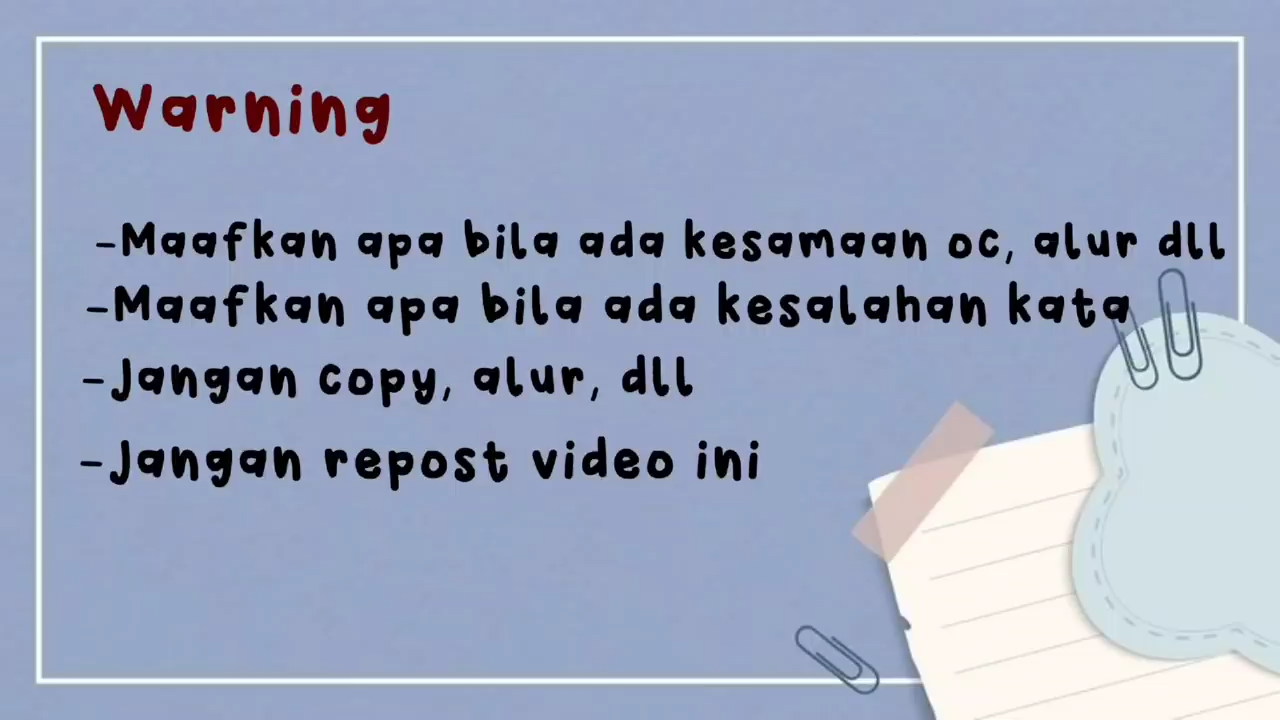 Warning
-Maafkan apa bila ada kesamaan oc, alur dll
-Maafkan apa bila ada kesalahan kata
-Jangan copy, alur, dll
-Jangan repost video ini